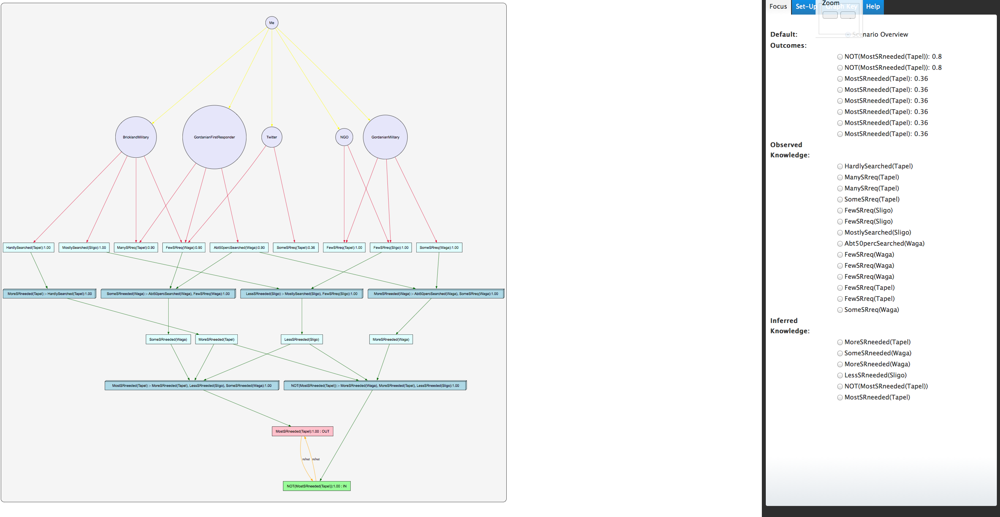 Me
BricklandMilitary
GordanianFirstResponder
Twitter
NGO
GordanianMilitary
HardlySearched(Tapel):1.00
MostlySearched(Sligo):1.00
ManySRreq(Tapel):0.90
FewSRreq(Waga):0.90
Abt50percSearched(Waga):0.90
SomeSRreq(Tapel):0.36
FewSRreq(Tapel):1.00
FewSRreq(Sligo):1.00
SomeSRreq(Waga):1.00
MoreSRneeded(Tapel) :- HardlySearched(Tapel):1.00
SomeSRneeded(Waga) :- Abt50percSearched(Waga), FewSRreq(Waga):1.00
LessSRneeded(Sligo) :- MostlySearched(Sligo), FewSRreq(Sligo):1.00
MoreSRneeded(Waga) :- Abt50percSearched(Waga), SomeSRreq(Waga):1.00
SomeSRneeded(Waga)
MoreSRneeded(Tapel)
LessSRneeded(Sligo)
MoreSRneeded(Waga)
MostSRneeded(Tapel) :- MoreSRneeded(Tapel), LessSRneeded(Sligo), SomeSRneeded(Waga):1.00
NOT(MostSRneeded(Tapel)) :- MoreSRneeded(Waga), MoreSRneeded(Tapel), LessSRneeded(Sligo):1.00
MostSRneeded(Tapel):1.00 : OUT
rebut
rebut
NOT(MostSRneeded(Tapel)):1.00 : IN
Focus
Set-Up
Graph Key
Help
Zoom
Default:
Scenario Overview
Outcomes:
NOT(MostSRneeded(Tapel)): 0.8
NOT(MostSRneeded(Tapel)): 0.8
MostSRneeded(Tapel): 0.36
MostSRneeded(Tapel): 0.36
MostSRneeded(Tapel): 0.36
MostSRneeded(Tapel): 0.36
MostSRneeded(Tapel): 0.36
MostSRneeded(Tapel): 0.36
Observed
Knowledge:
HardlySearched(Tapel)
ManySRreq(Tapel)
ManySRreq(Tapel)
SomeSRreq(Tapel)
FewSRreq(Sligo)
FewSRreq(Sligo)
MostlySearched(Sligo)
Abt50percSearched(Waga)
FewSRreq(Waga)
FewSRreq(Waga)
FewSRreq(Waga)
FewSRreq(Tapel)
FewSRreq(Tapel)
SomeSRreq(Waga)
Inferred
Knowledge:
MoreSRneeded(Tapel)
SomeSRneeded(Waga)
MoreSRneeded(Waga)
LessSRneeded(Sligo)
NOT(MostSRneeded(Tapel))
MostSRneeded(Tapel)